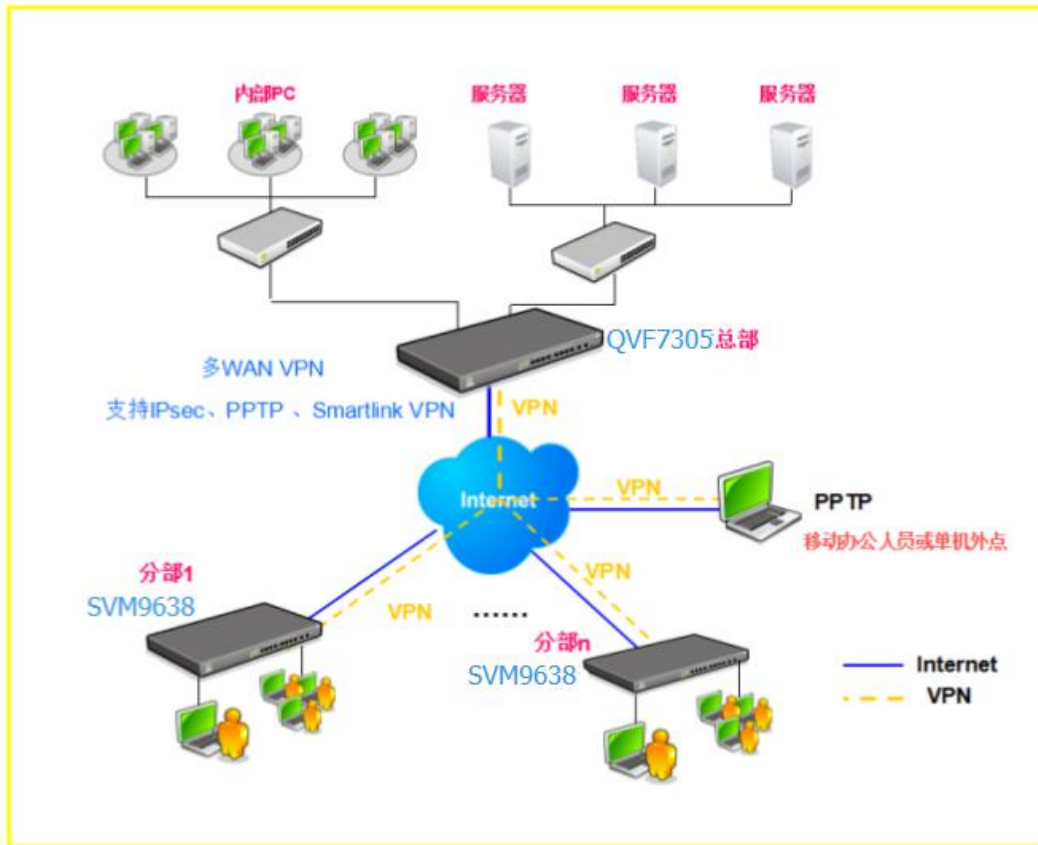 内部PC
服务器
服务器
服务器
QVF7305总部
多WAN VPN
支持IPsec、PPTP 、Smartlink VPN
VPN
Internet
VPN
PPTP
移动办公人员或单机外点
VPN
分部1
SVM9638
VPN
......
分部n
SVM9638
Internet
VPN